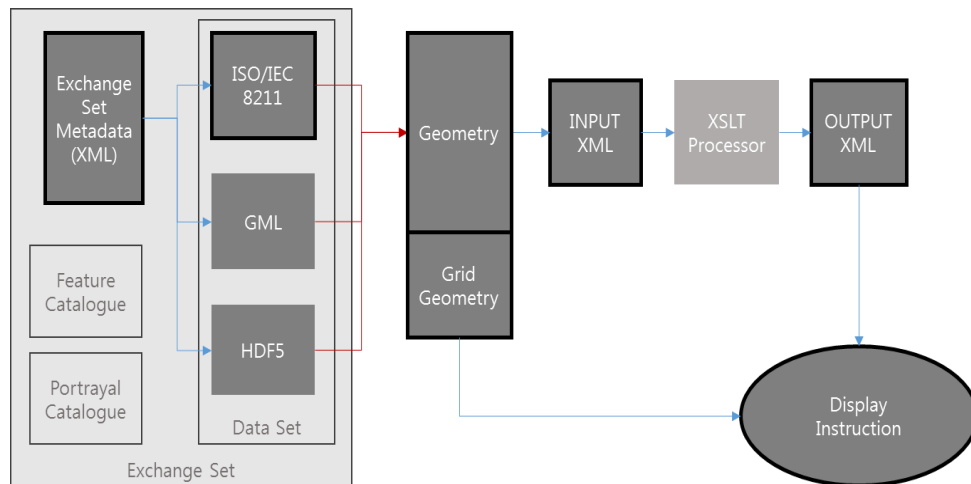 Exchange
Set
Metadata
(XML)
Feature
Catalogue
Portrayal
Catalogue
ISO/IEC
8211
GML
HDF5
Data Set
Exchange Set
Geometry
Grid
Geometry
INPUT
XML
XSLT
Processor
OUTPUT
XML
Display
Instruction